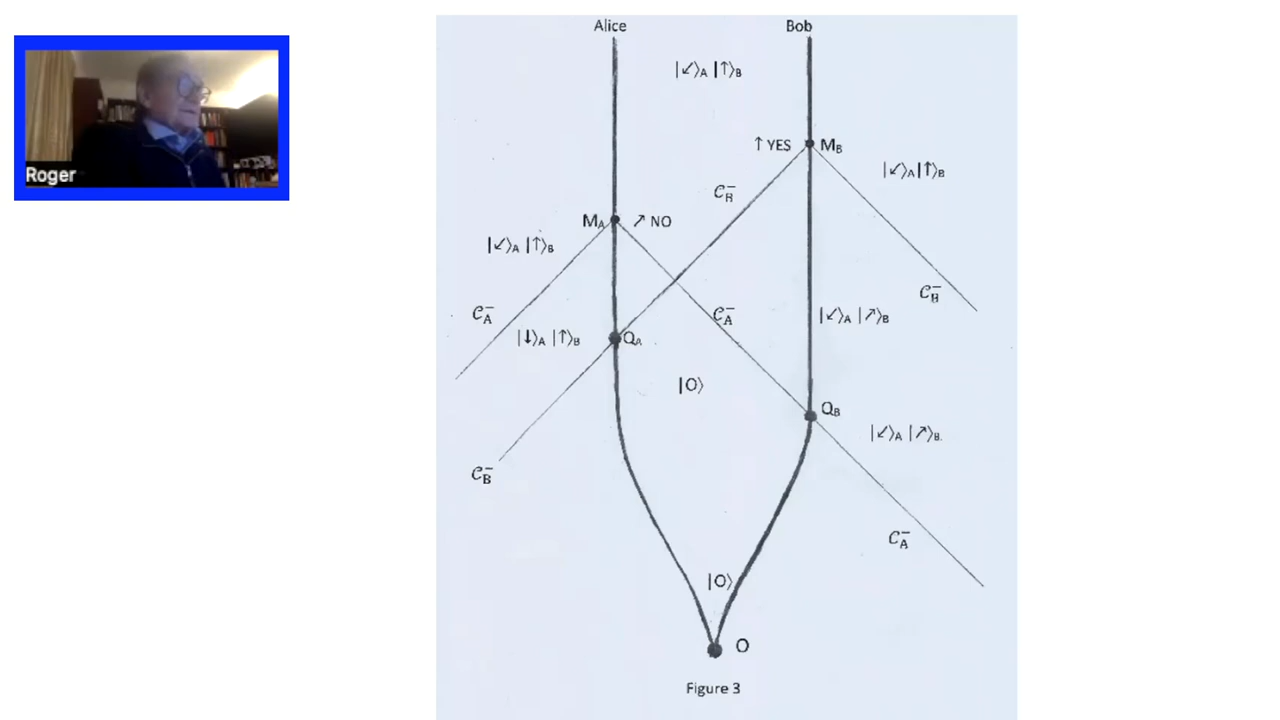 Roger
Alice
Bob
|↙⟩A |↑⟩B
↑ YES
MB
|↙⟩A|↑⟩B
C−B
MA
↗ NO
|↙⟩A |↑⟩B
C−B
C−A
C−A
|↙⟩A |↗⟩B
|↓⟩A |↑⟩B
QA
|O⟩
QB
|↙⟩A |↗⟩B.
C−B
C−A
|O⟩
O
Figure 3